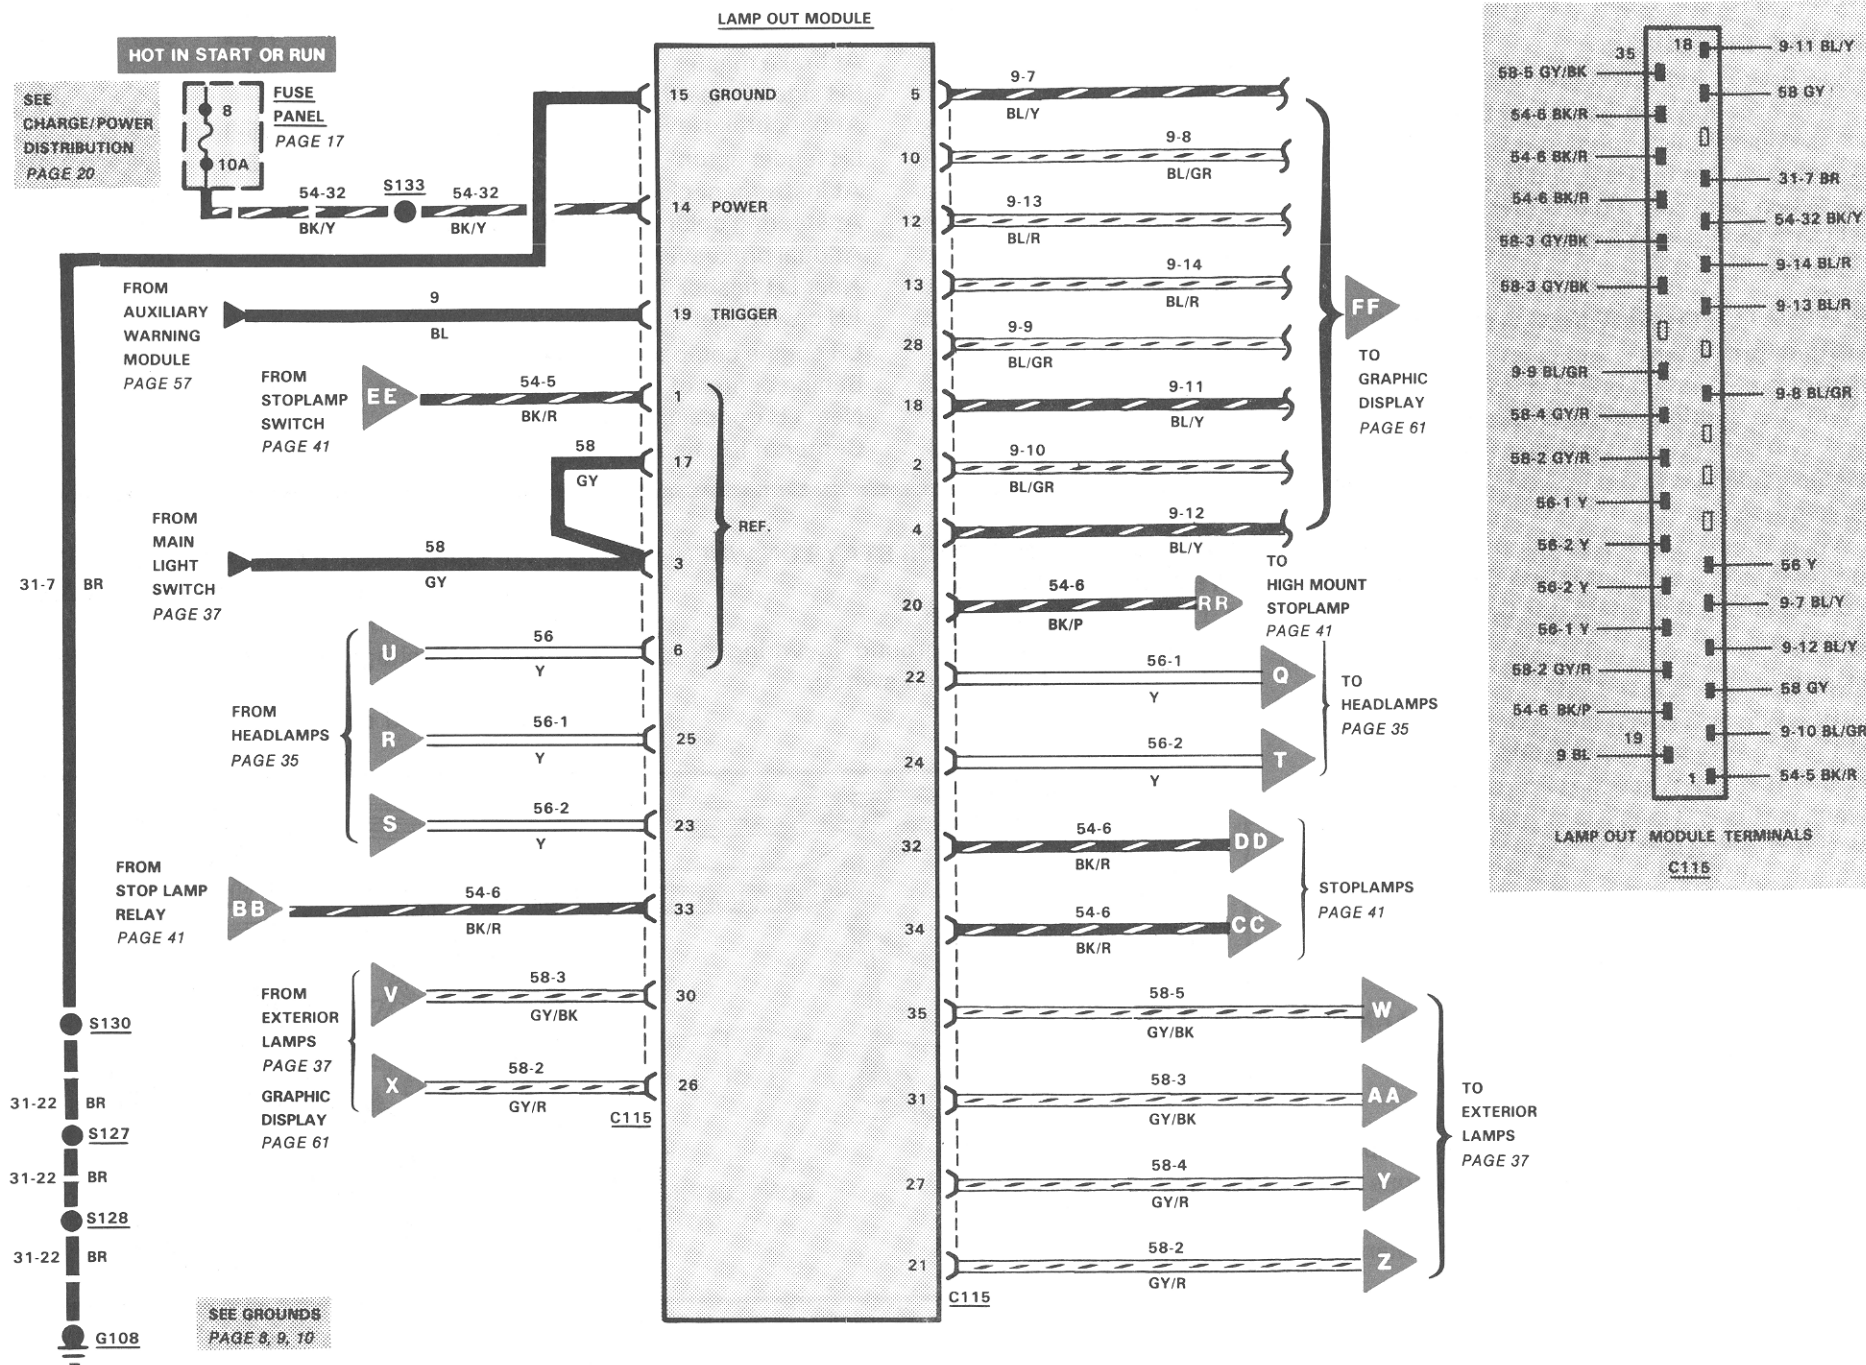 LAMP OUT MODULE
HOT IN START OR RUN
SEE
CHARGE/POWER
DISTRIBUTION
PAGE 20
8
10A
FUSE
PANEL
PAGE 17
54-32
S133
54-32
BK/Y
BK/Y
15 GROUND
14 POWER
FROM
AUXILIARY
WARNING
MODULE
PAGE 57
9
BL
19 TRIGGER
FROM
STOPLAMP
SWITCH
PAGE 41
EE
54-5
BK/R
1
58
GY
17
REF.
FROM
MAIN
LIGHT
SWITCH
PAGE 37
58
GY
3
31-7 BR
FROM
HEADLAMPS
PAGE 35
U
56
Y
6
R
56-1
Y
25
S
56-2
Y
23
FROM
STOP LAMP
RELAY
PAGE 41
BB
54-6
BK/R
33
FROM
EXTERIOR
LAMPS
PAGE 37
GRAPHIC
DISPLAY
PAGE 61
V
58-3
GY/BK
30
X
58-2
GY/R
26
C115
S130
31-22 BR
S127
31-22 BR
S128
31-22 BR
G108
SEE GROUNDS
PAGE 8, 9, 10
5
9-7
BL/Y
10
9-8
BL/GR
12
9-13
BL/R
13
9-14
BL/R
28
9-9
BL/GR
18
9-11
BL/Y
2
9-10
BL/GR
4
9-12
BL/Y
FF
TO
GRAPHIC
DISPLAY
PAGE 61
20
54-6
BK/P
RR
TO
HIGH MOUNT
STOPLAMP
PAGE 41
22
56-1
Y
Q
24
56-2
Y
T
TO
HEADLAMPS
PAGE 35
32
54-6
BK/R
DD
34
54-6
BK/R
CC
STOPLAMPS
PAGE 41
35
58-5
GY/BK
W
31
58-3
GY/BK
AA
27
58-4
GY/R
Y
21
58-2
GY/R
Z
TO
EXTERIOR
LAMPS
PAGE 37
C115
35
18
58-5 GY/BK
54-6 BK/R
54-6 BK/R
54-6 BK/R
58-3 GY/BK
58-3 GY/BK
9-9 BL/GR
58-4 GY/R
58-2 GY/R
56-1 Y
56-2 Y
56-2 Y
56-1 Y
58-2 GY/R
54-6 BK/P
19
9 BL
9-11 BL/Y
58 GY
31-7 BR
54-32 BK/Y
9-14 BL/R
9-13 BL/R
9-8 BL/GR
56 Y
9-7 BL/Y
9-12 BL/Y
58 GY
9-10 BL/GR
1
54-5 BK/R
LAMP OUT MODULE TERMINALS
C115